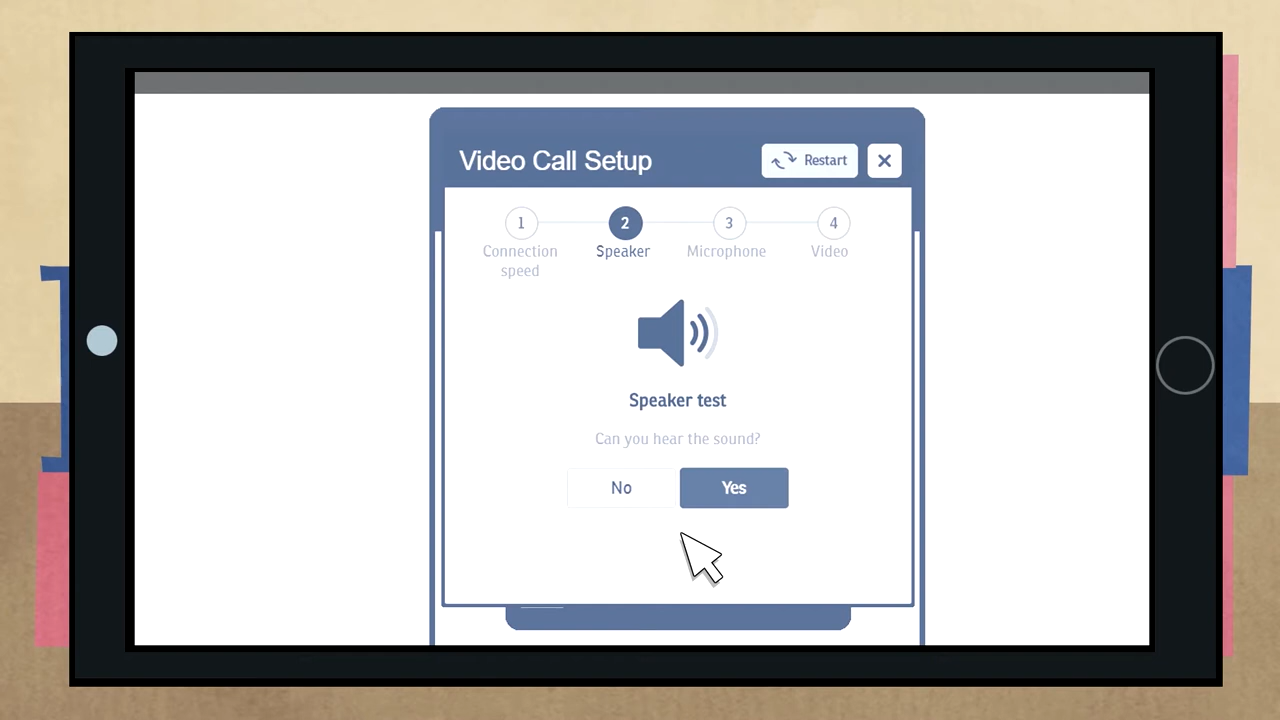 Video Call Setup
Restart
1
2
3
4
Connection
speed
Speaker
Microphone
Video
Speaker test
Can you hear the sound?
No
Yes